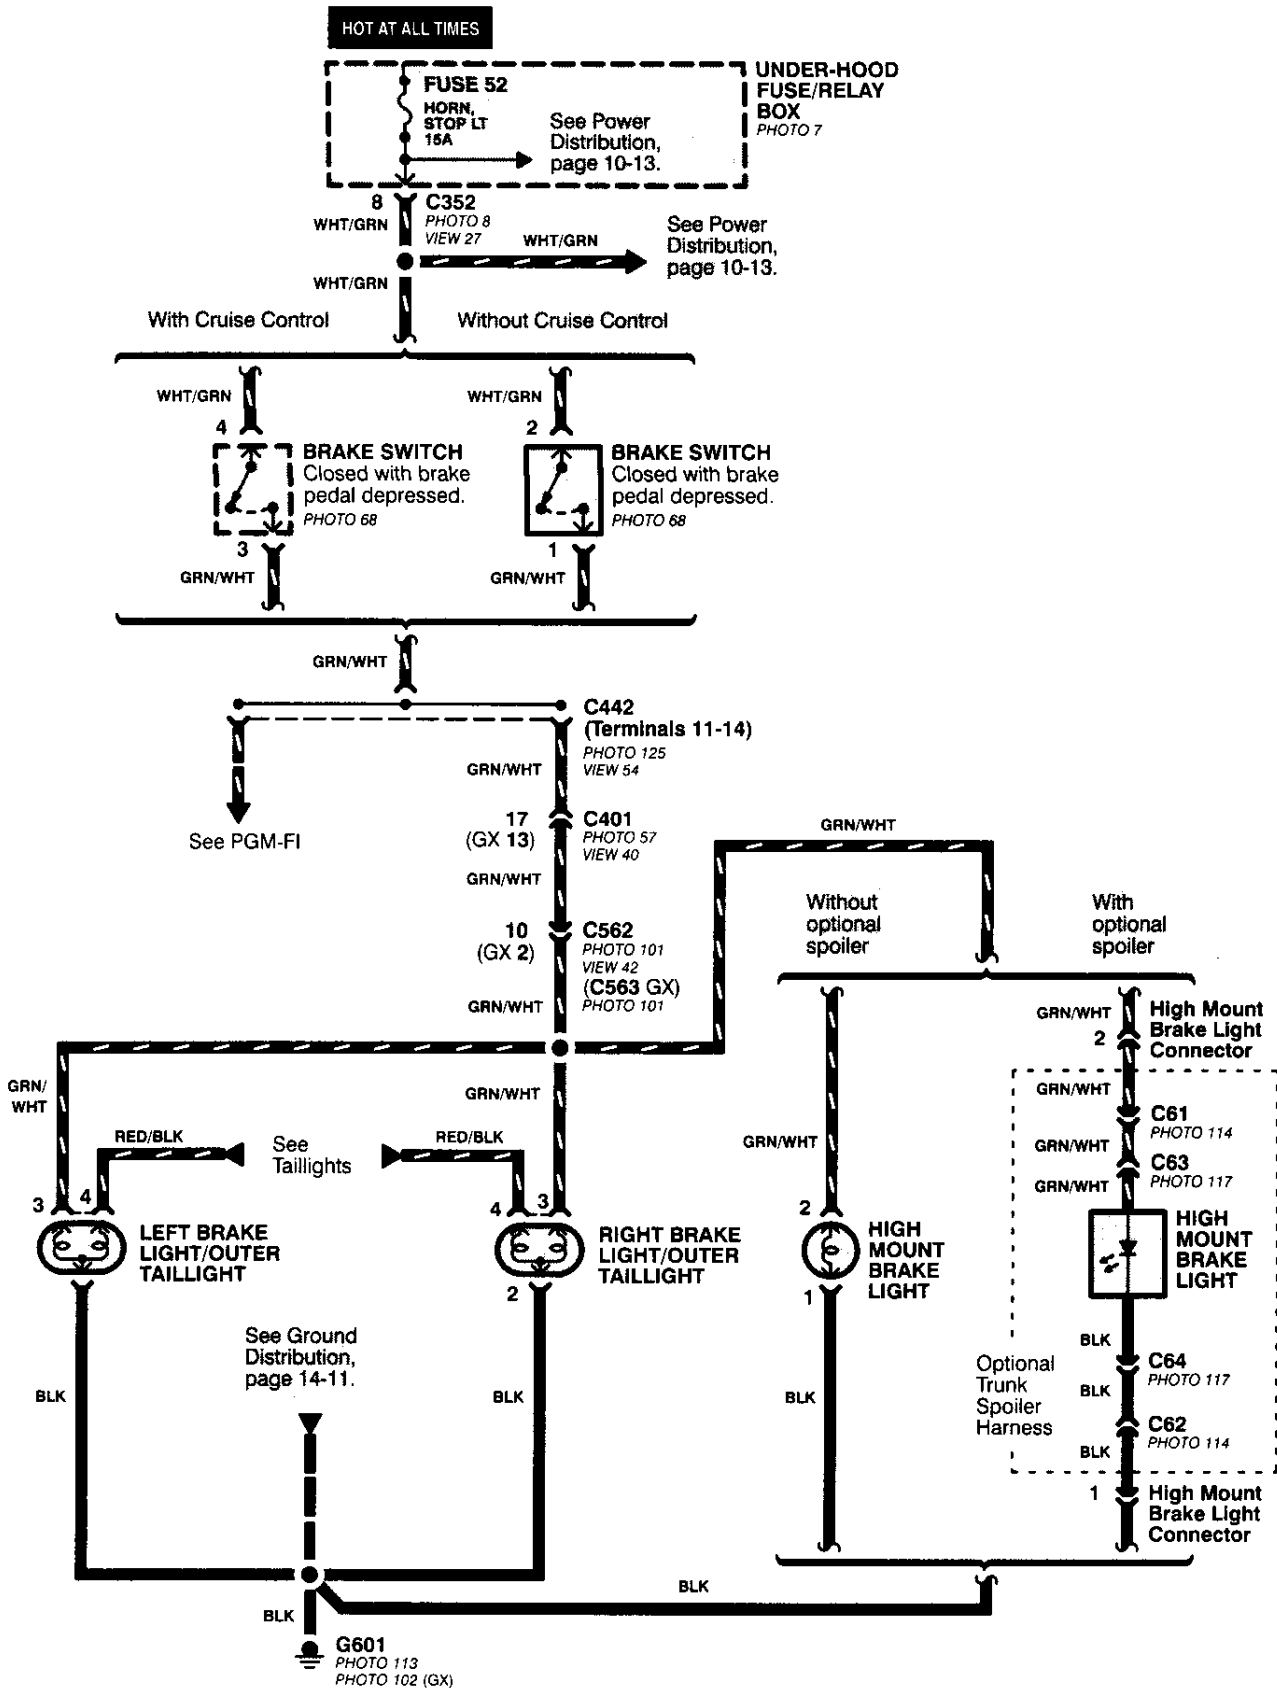 HOT AT ALL TIMES
UNDER-HOOD
FUSE/RELAY
BOX
PHOTO 7
FUSE 52
HORN,
STOP LT
15A
See Power
Distribution,
page 10-13.
8
C352
PHOTO 8
VIEW 27
WHT/GRN
WHT/GRN
See Power
Distribution,
page 10-13.
WHT/GRN
With Cruise Control
Without Cruise Control
WHT/GRN
WHT/GRN
4
2
BRAKE SWITCH
Closed with brake
pedal depressed.
PHOTO 68
BRAKE SWITCH
Closed with brake
pedal depressed.
PHOTO 68
3
1
GRN/WHT
GRN/WHT
GRN/WHT
C442
(Terminals 11-14)
PHOTO 125
VIEW 54
GRN/WHT
See PGM-FI
17
(GX 13)
C401
PHOTO 57
VIEW 40
GRN/WHT
GRN/WHT
10
(GX 2)
C562
PHOTO 101
VIEW 42
(C563 GX)
PHOTO 101
GRN/WHT
Without
optional
spoiler
With
optional
spoiler
GRN/WHT
2
High Mount
Brake Light
Connector
GRN/
WHT
GRN/WHT
GRN/WHT
C61
PHOTO 114
RED/BLK
See
Taillights
RED/BLK
GRN/WHT
GRN/WHT
C63
PHOTO 117
GRN/WHT
3
4
4
3
2
LEFT BRAKE
LIGHT/OUTER
TAILLIGHT
RIGHT BRAKE
LIGHT/OUTER
TAILLIGHT
2
HIGH
MOUNT
BRAKE
LIGHT
1
HIGH
MOUNT
BRAKE
LIGHT
See Ground
Distribution,
page 14-11.
BLK
BLK
BLK
BLK
C64
PHOTO 117
BLK
Optional
Trunk
Spoiler
Harness
C62
PHOTO 114
BLK
1
High Mount
Brake Light
Connector
BLK
BLK
G601
PHOTO 113
PHOTO 102 (GX)